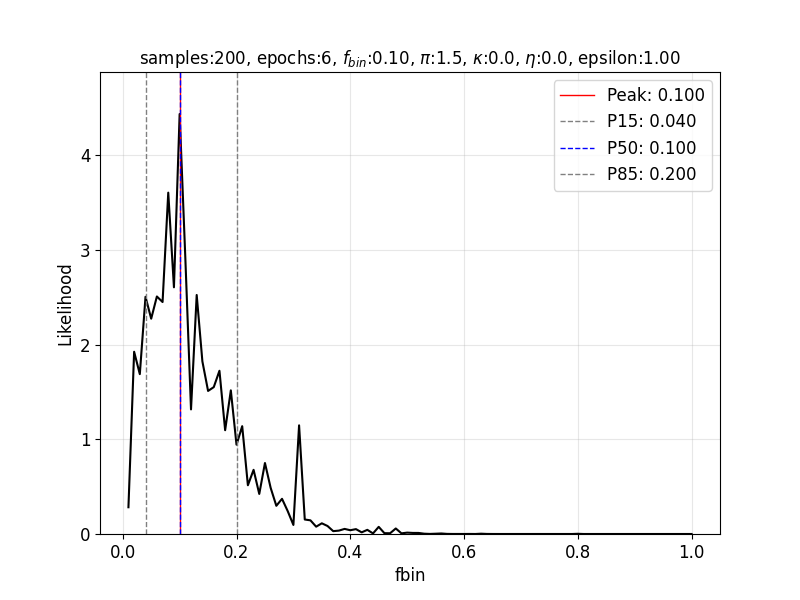 samples:200, epochs:6, f_bin:0.10, π:1.5, κ:0.0, η:0.0, epsilon:1.00
Peak: 0.100
P15: 0.040
P50: 0.100
P85: 0.200
Likelihood
4
3
2
1
0
0.0 0.2 0.4 0.6 0.8 1.0
fbin